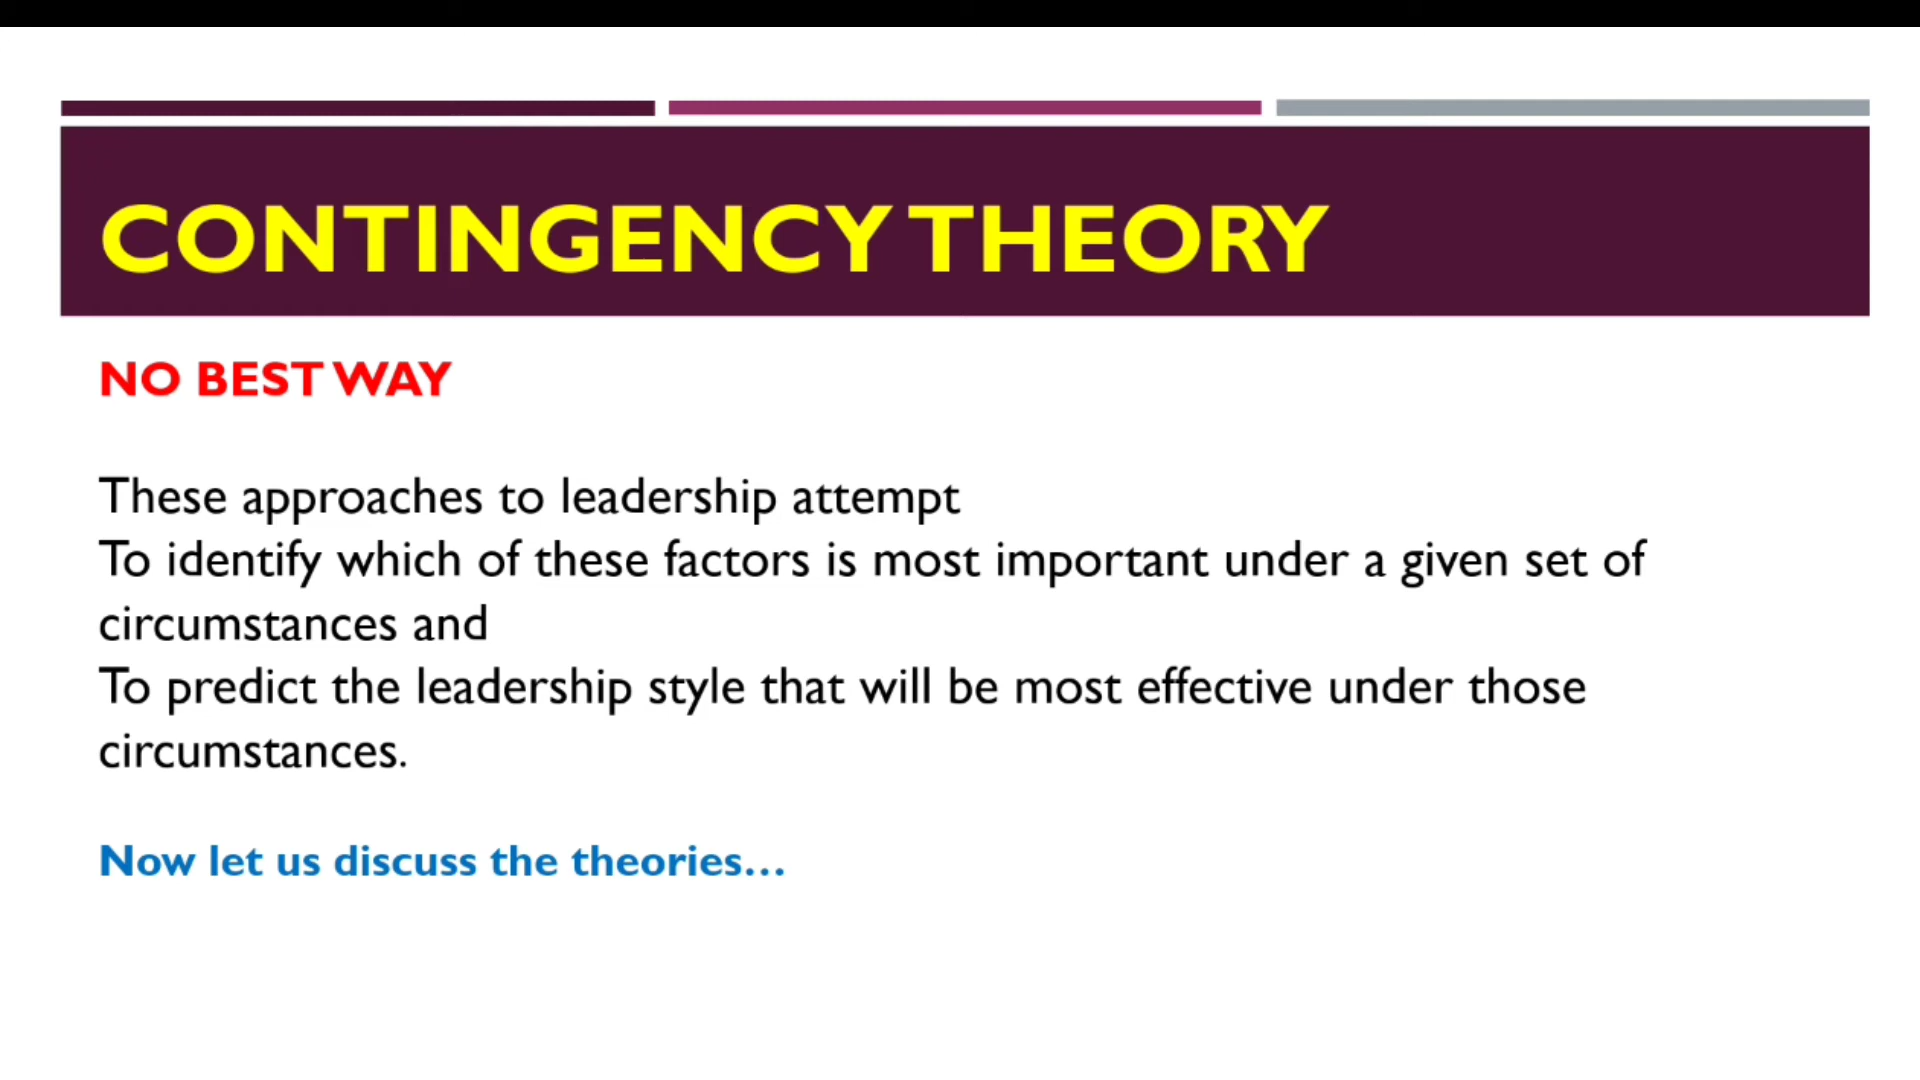 CONTINGENCY THEORY
NO BEST WAY
These approaches to leadership attempt
To identify which of these factors is most important under a given set of
circumstances and
To predict the leadership style that will be most effective under those
circumstances.
Now let us discuss the theories...